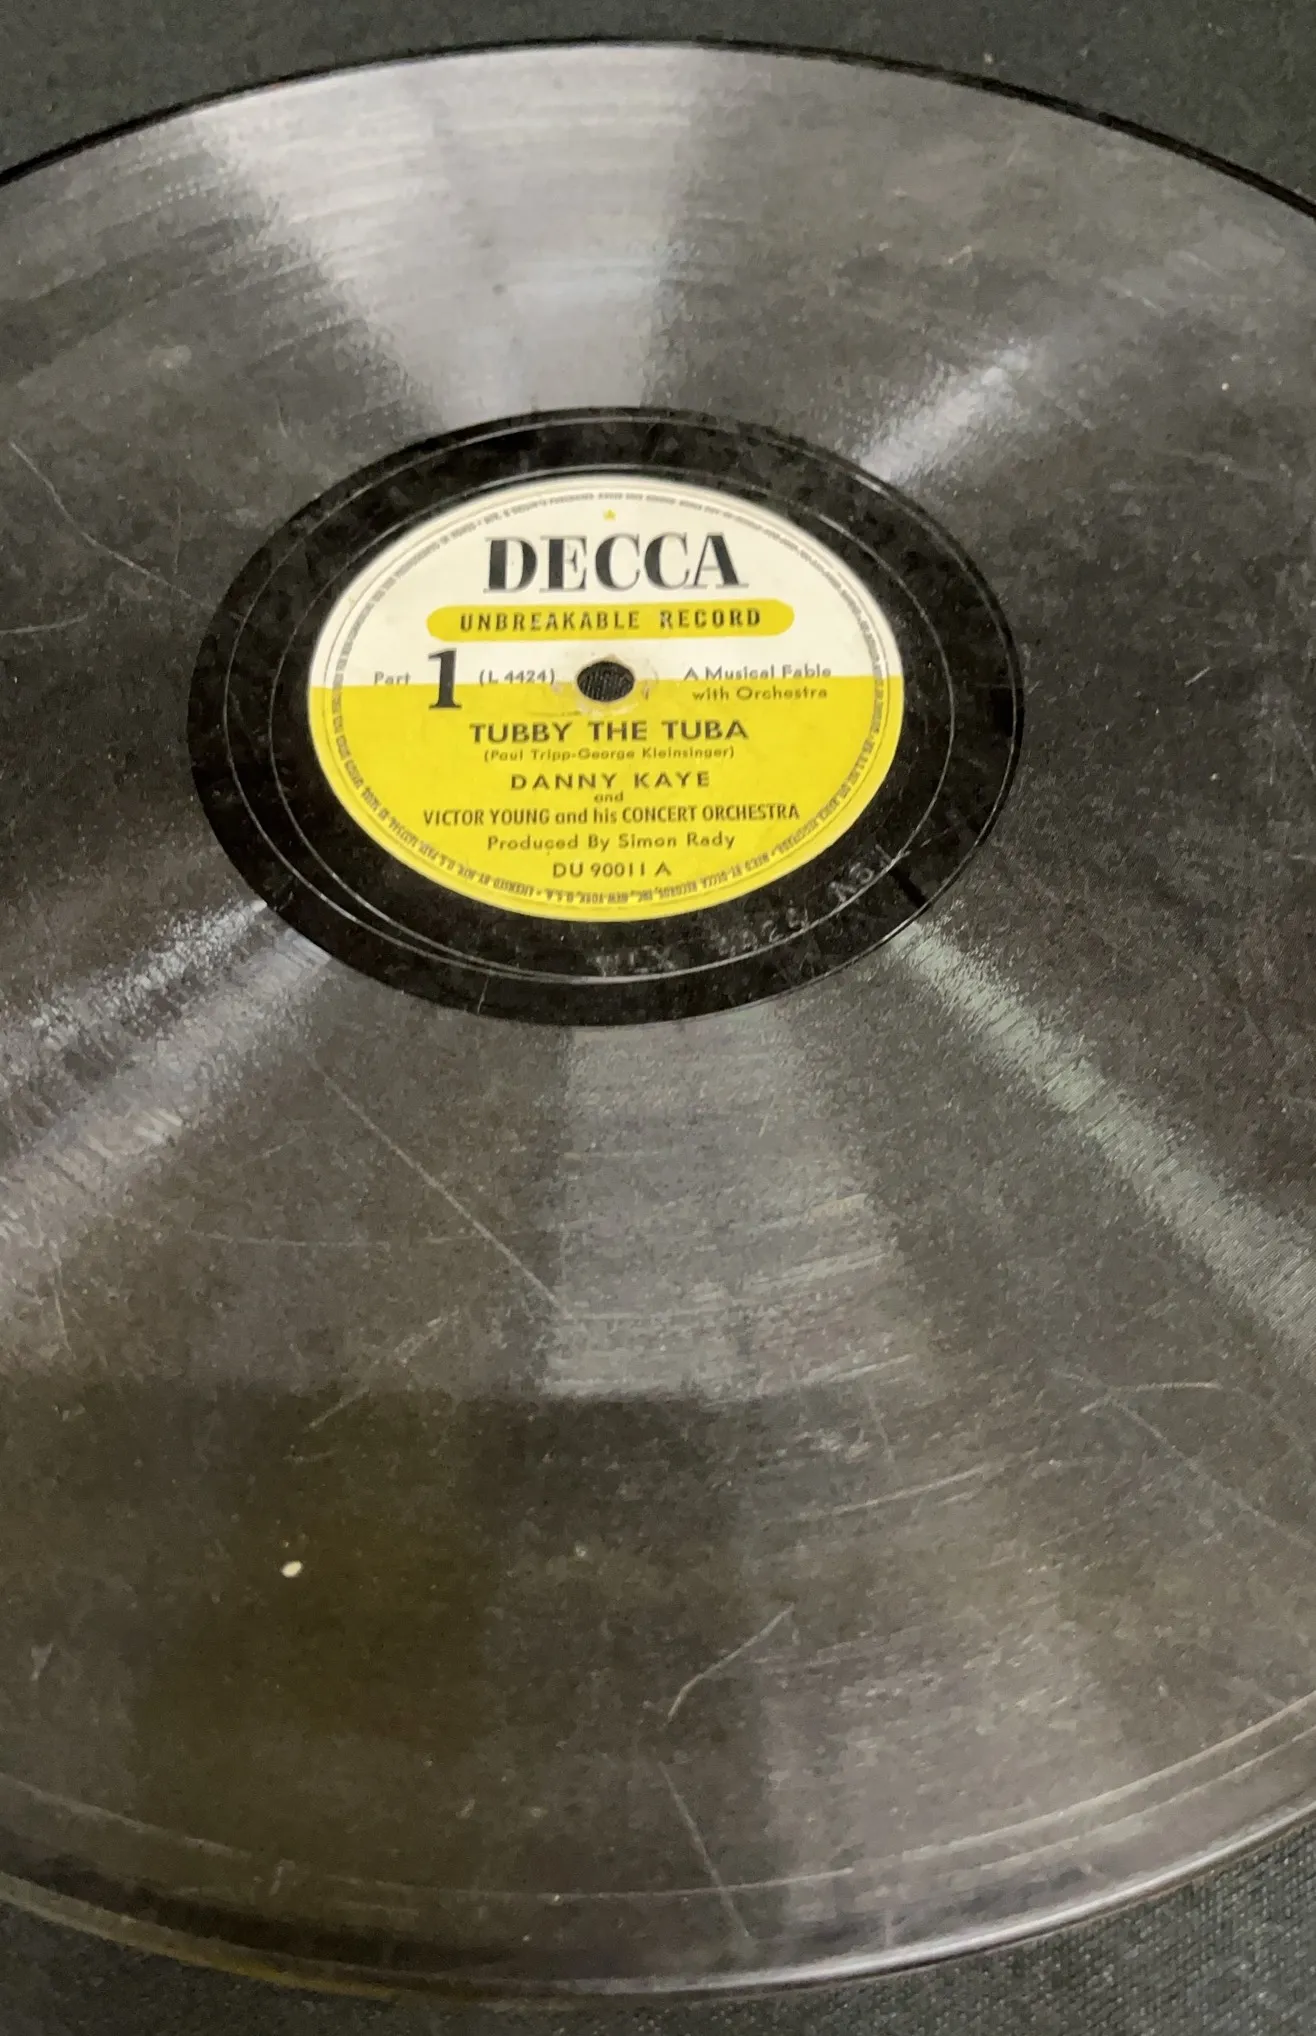 DECCA
UNBREAKABLE RECORD
Part 1 (L 4424)
A Musical Fable
with Orchestra
TUBBY THE TUBA
(Paul Tripp-George Kleinsinger)
DANNY KAYE
and
VICTOR YOUNG and his CONCERT ORCHESTRA
Produced By Simon Rady
DU 90011 A